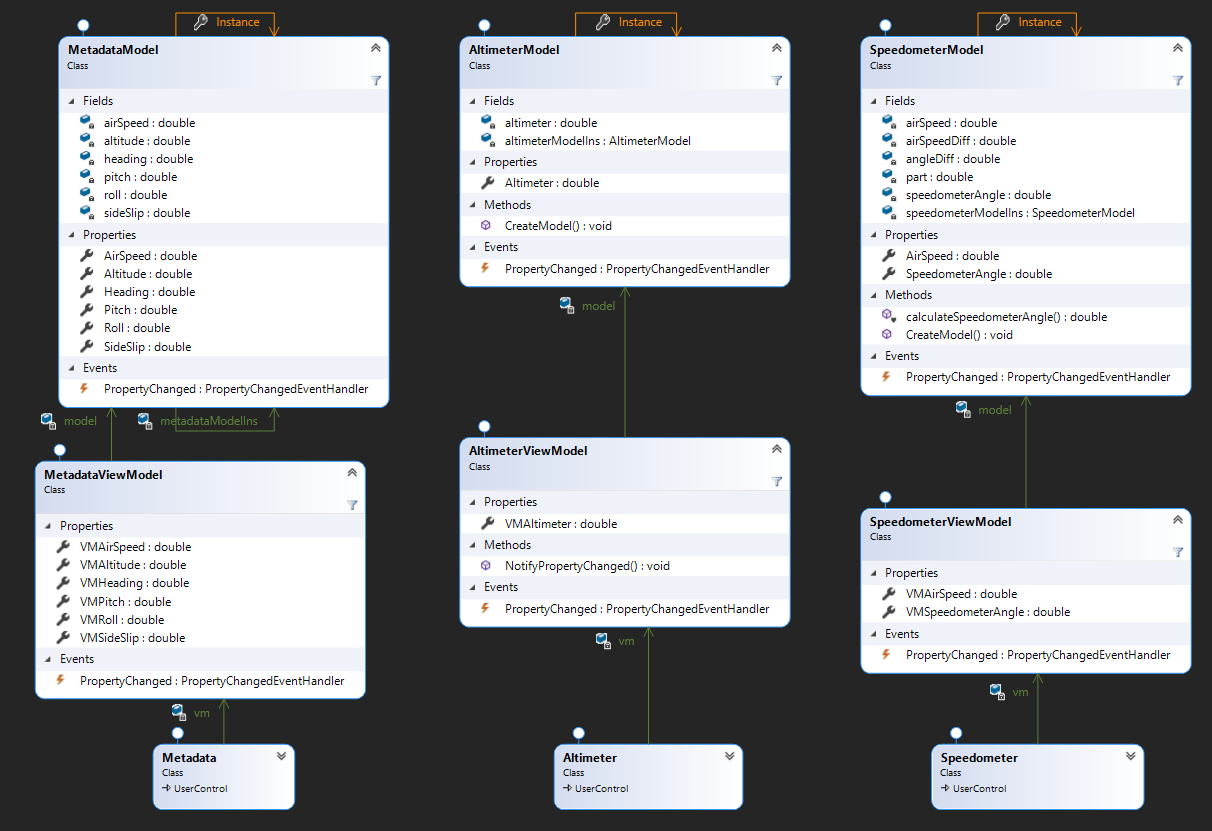 Instance
MetadataModel
Class
Fields
airSpeed : double
altitude : double
heading : double
pitch : double
roll : double
sideSlip : double
Properties
AirSpeed : double
Altitude : double
Heading : double
Pitch : double
Roll : double
SideSlip : double
Events
PropertyChanged : PropertyChangedEventHandler
model
metadataModelIns
MetadataViewModel
Class
Properties
VMAirSpeed : double
VMAltitude : double
VMHeading : double
VMPitch : double
VMRoll : double
VMSideSlip : double
Events
PropertyChanged : PropertyChangedEventHandler
vm
Metadata
Class
UserControl
Instance
AltimeterModel
Class
Fields
altimeter : double
altimeterModelIns : AltimeterModel
Properties
Altimeter : double
Methods
CreateModel() : void
Events
PropertyChanged : PropertyChangedEventHandler
model
AltimeterViewModel
Class
Properties
VMAltimeter : double
Methods
NotifyPropertyChanged() : void
Events
PropertyChanged : PropertyChangedEventHandler
vm
Altimeter
Class
UserControl
Instance
SpeedometerModel
Class
Fields
airSpeed : double
airSpeedDiff : double
angleDiff : double
part : double
speedometerAngle : double
speedometerModelIns : SpeedometerModel
Properties
AirSpeed : double
SpeedometerAngle : double
Methods
calculateSpeedometerAngle() : double
CreateModel() : void
Events
PropertyChanged : PropertyChangedEventHandler
model
SpeedometerViewModel
Class
Properties
VMAirSpeed : double
VMSpeedometerAngle : double
Events
PropertyChanged : PropertyChangedEventHandler
vm
Speedometer
Class
UserControl